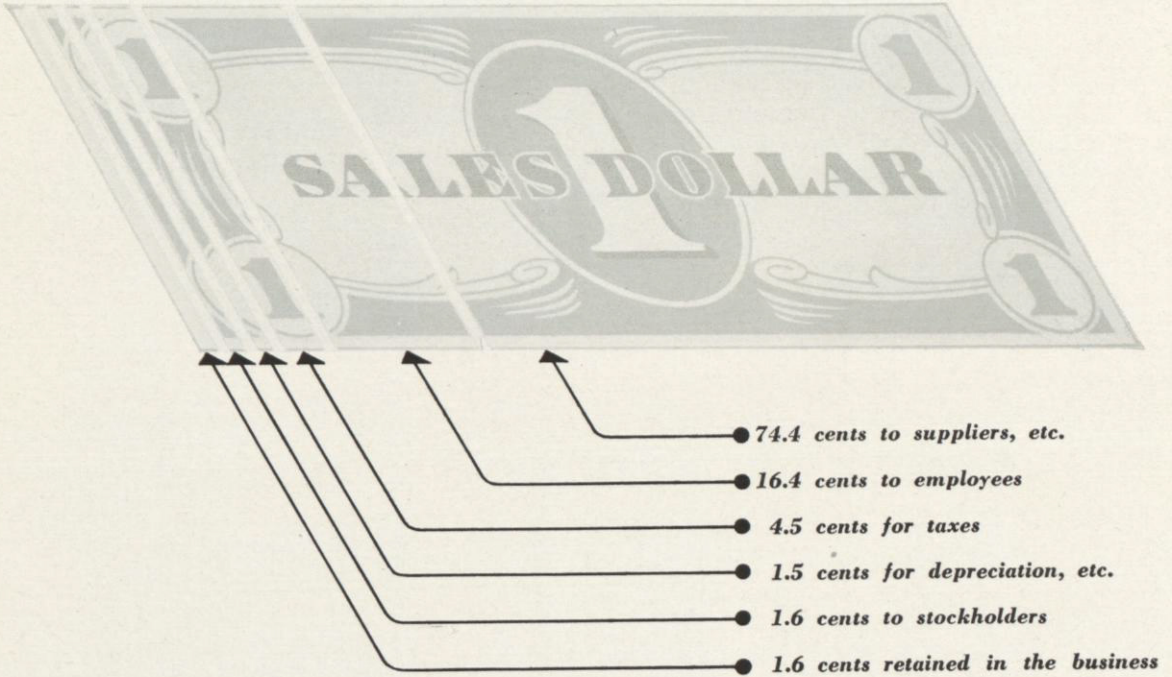 1 1
1
SALES DOLLAR
1 1
74.4 cents to suppliers, etc.
16.4 cents to employees
4.5 cents for taxes
1.5 cents for depreciation, etc.
1.6 cents to stockholders
1.6 cents retained in the business